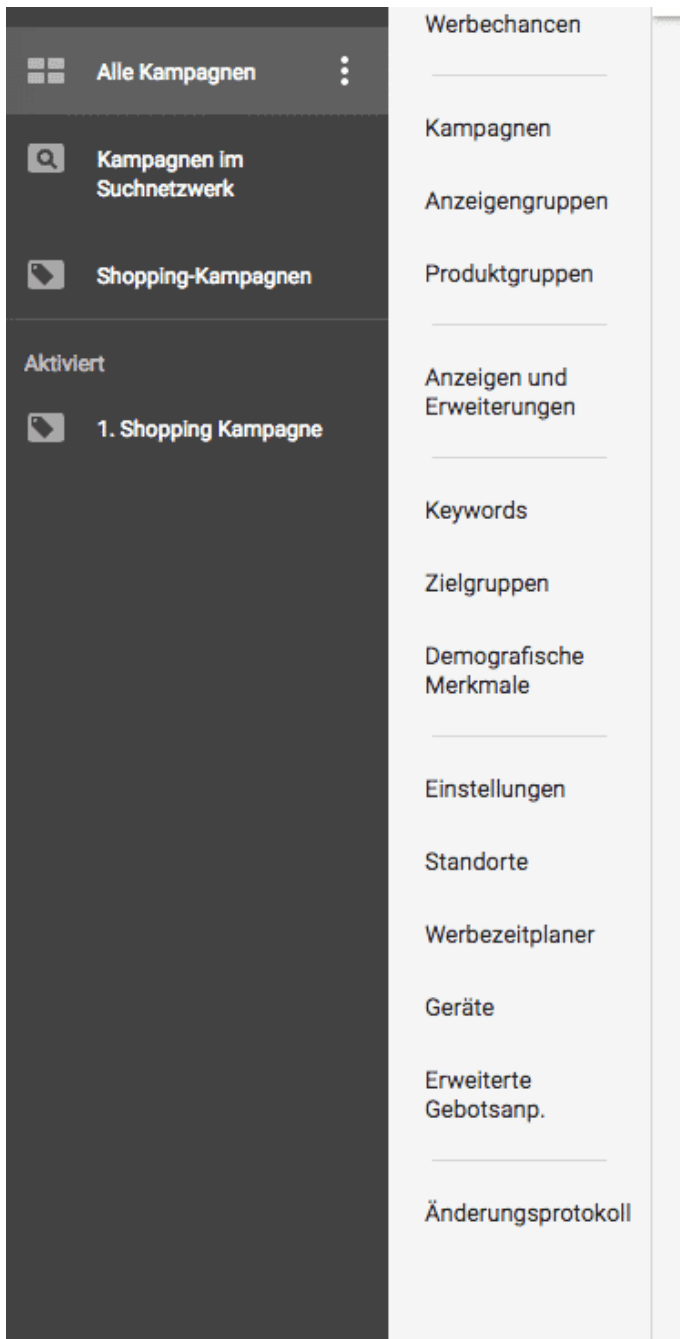 Alle Kampagnen
Kampagnen im
Suchnetzwerk
Shopping-Kampagnen
Aktiviert
1. Shopping Kampagne
Werbechancen
Kampagnen
Anzeigengruppen
Produktgruppen
Anzeigen und
Erweiterungen
Keywords
Zielgruppen
Demografische
Merkmale
Einstellungen
Standorte
Werbezeitplaner
Geräte
Erweiterte
Gebotsanp.
Änderungsprotokoll